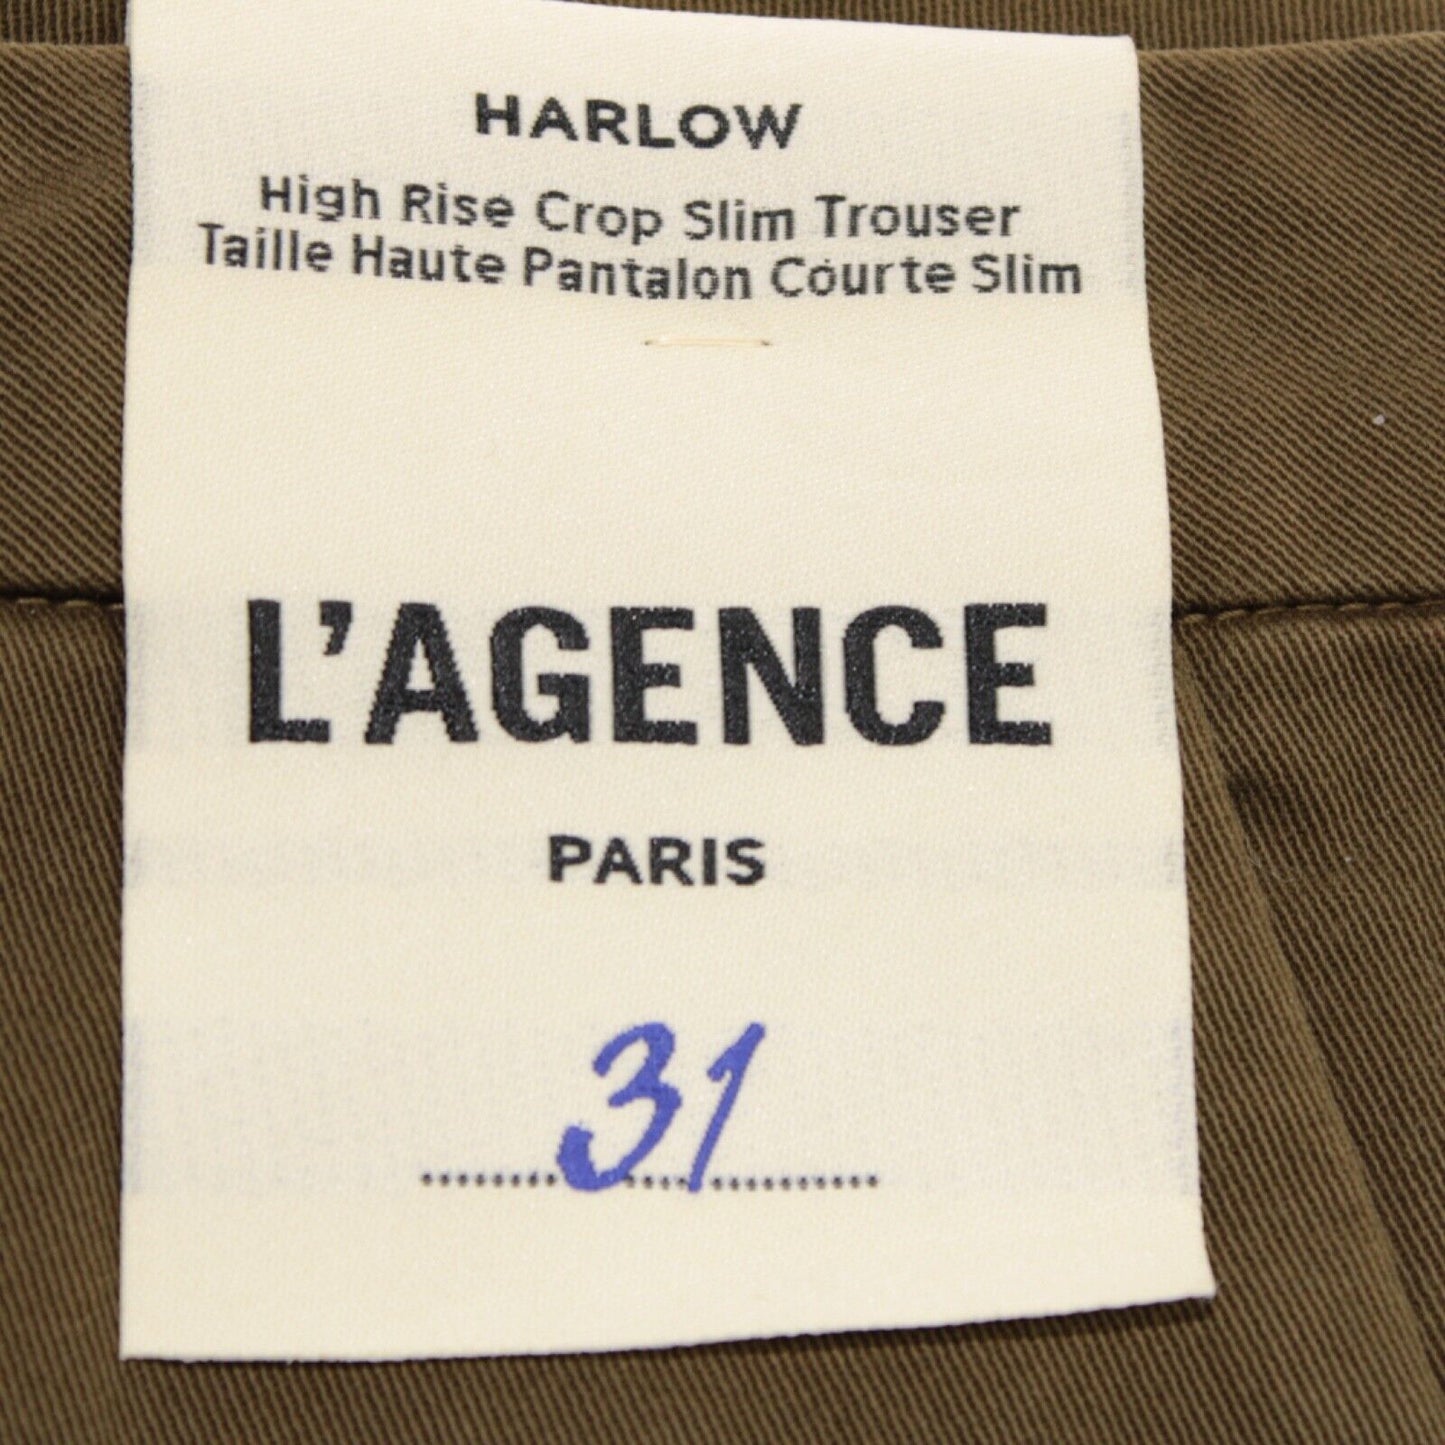 HARLOW
High Rise Crop Slim Trouser
Taille Haute Pantalon Courte Slim
L'AGENCE
PARIS
31